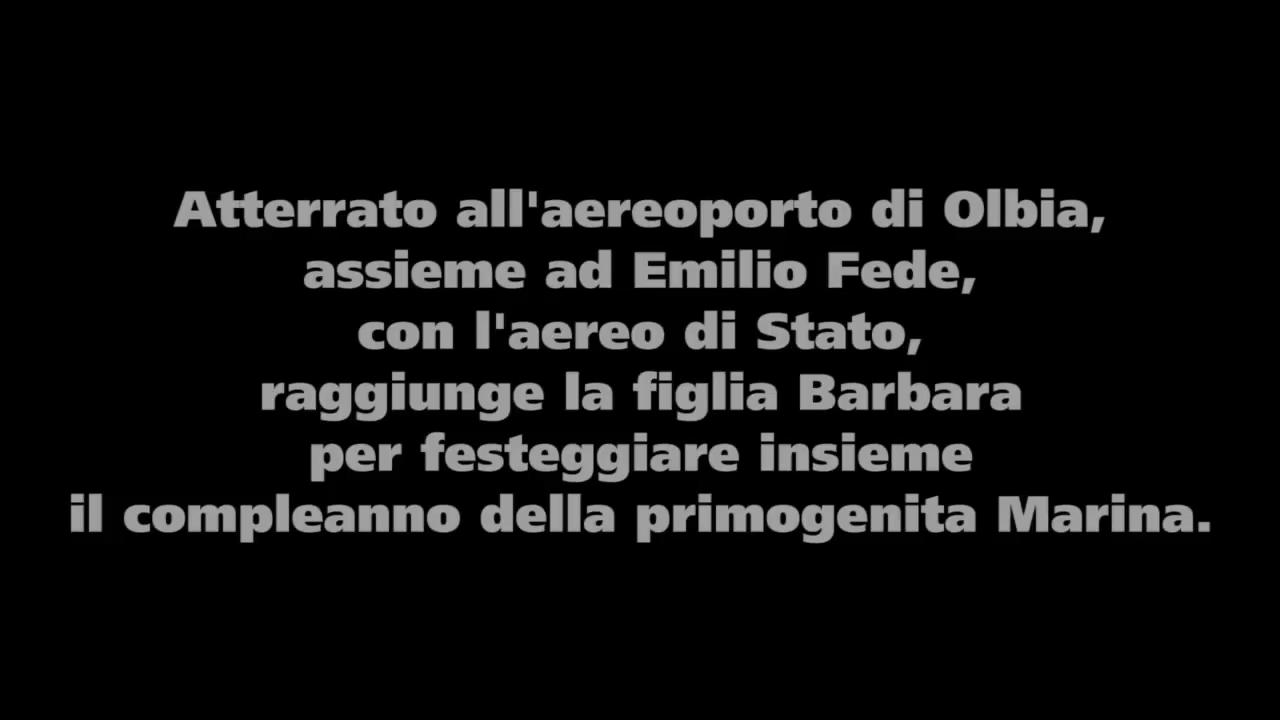 Atterrato all'aereoporto di Olbia,
assieme ad Emilio Fede,
con l'aereo di Stato,
raggiunge la figlia Barbara
per festeggiare insieme
il compleanno della primogenita Marina.